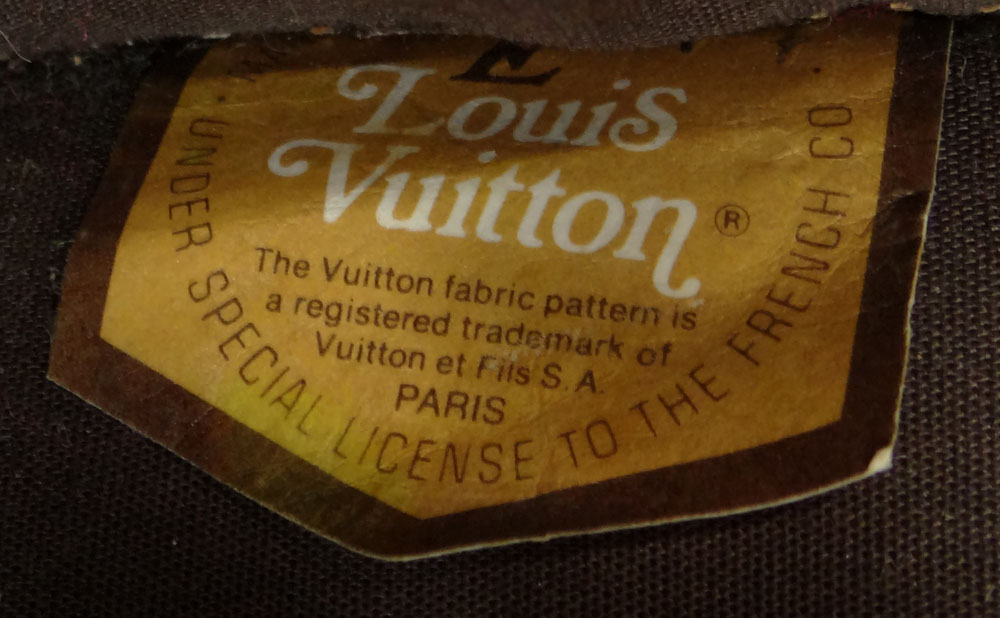 E
Louis
Vuitton ®
The Vuitton fabric pattern is
a registered trademark of
Vuitton et Fils S.A.
PARIS
UNDER SPECIAL LICENSE TO THE FRENCH CO